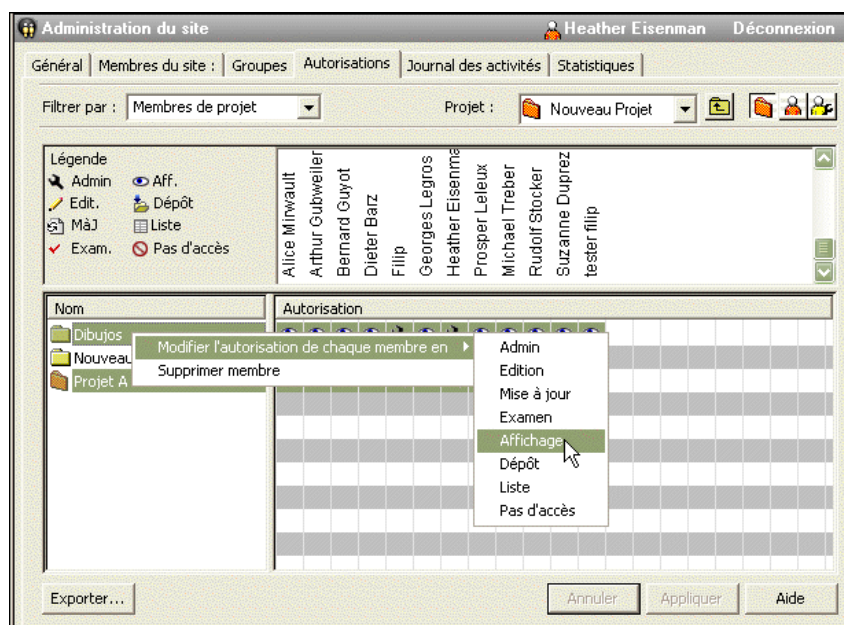 Administration du site
Heather Eisenman
Déconnexion
Général
Membres du site :
Groupes
Autorisations
Journal des activités
Statistiques
Filtrer par :
Membres de projet
Projet :
Nouveau Projet
Légende
Admin
Aff.
Edit.
Dépôt
MàJ
Liste
Exam.
Pas d'accès
Alice Mirwault
Arthur Gubweiler
Bernard Guyot
Dieter Barz
Filip
Georges Legros
Heather Eisenma
Prosper Leleux
Michael Treber
Rudolf Stocker
Suzanne Duprez
tester filip
Nom
Autorisation
Dibujos
Nouveau
Projet A
Modifier l'autorisation de chaque membre en
Supprimer membre
Admin
Edition
Mise à jour
Examen
Affichage
Dépôt
Liste
Pas d'accès
Exporter...
Annuler
Appliquer
Aide